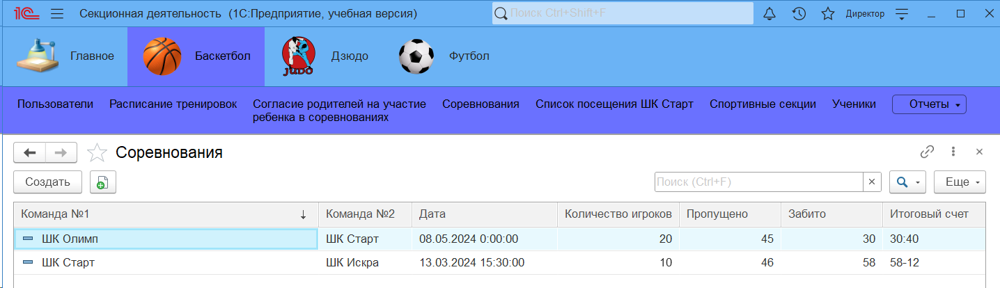 1С Секционная деятельность (1С:Предприятие, учебная версия) Поиск Ctrl+Shift+F Директор
Главное Баскетбол JUDO Дзюдо Футбол
Пользователи Расписание тренировок Согласие родителей на участие Соревнования Список посещения ШК Старт Спортивные секции Ученики Отчеты
ребенка в соревнованиях
Соревнования
Создать Поиск (Ctrl+F) Еще
Команда №1 Команда №2 Дата Количество игроков Пропущено Забито Итоговый счет
ШК Олимп ШК Старт 08.05.2024 0:00:00 20 45 30 30:40
ШК Старт ШК Искра 13.03.2024 15:30:00 10 46 58 58-12